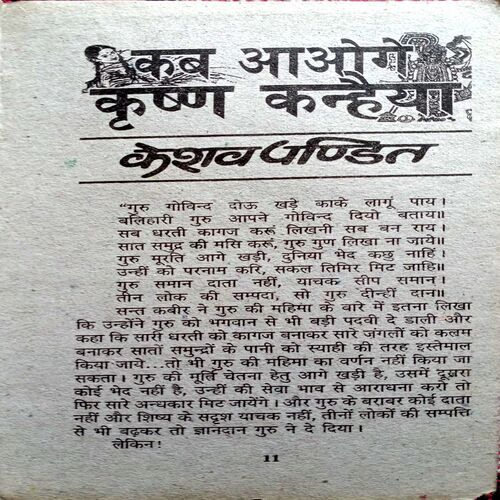 कब आओगे
कृष्ण कन्हैया
केशव पण्डित
“गुरु गोविन्द दोऊ खड़े काके लागूं पाय।
बलिहारी गुरु आपने गोविन्द दियो बताय॥
सब धरती कागज करूं लिखनी सब बन राय।
सात समुद्र की मसि करूं, गुरु गुण लिखा ना जाये॥
गुरु मूरति आगे खड़ी, दुनिया भेद कछु नाहिं।
उन्हीं को परनाम करि, सकल तिमिर मिट जाहि॥
गुरु समान दाता नहीं, याचक सीप समान।
तीन लोक की सम्पदा, सो गुरु दीन्हीं दान॥
सन्त कबीर ने गुरु की महिमा के बारे में इतना लिखा
कि उन्होंने गुरु को भगवान से भी बड़ी पदवी दे डाली और
कहा कि सारी धरती को कागज बनाकर सारे जंगलों को कलम
बनाकर सातों समुन्द्रों के पानी को स्याही की तरह इस्तेमाल
किया जाये...तो भी गुरु की महिमा का वर्णन नहीं किया जा
सकता। गुरु की मूर्ति चेतना हेतु आगे खड़ी है, उसमें दूसरा
कोई भेद नहीं है, उन्हीं की सेवा भाव से आराधना करो तो
फिर सारे अन्धकार मिट जायेंगे। और गुरु के बराबर कोई दाता
नहीं और शिष्य के सदृश याचक नहीं, तीनों लोकों की सम्पत्ति
से भी बढ़कर तो ज्ञानदान गुरु ने दे दिया।
लेकिन!
11